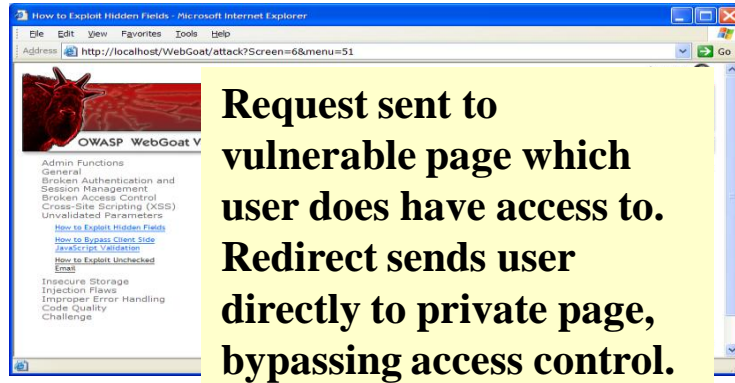 How to Exploit Hidden Fields - Microsoft Internet Explorer
File Edit View Favorites Tools Help
Address http://localhost/WebGoat/attack?Screen=6&menu=51 Go
OWASP WebGoat V
Admin Functions
General
Broken Authentication and
Session Management
Broken Access Control
Cross-Site Scripting (XSS)
Unvalidated Parameters
How to Exploit Hidden Fields
How to Bypass Client Side
JavaScript Validation
How to Exploit Unchecked
Email
Insecure Storage
Injection Flaws
Improper Error Handling
Code Quality
Challenge
Request sent to
vulnerable page which
user does have access to.
Redirect sends user
directly to private page,
bypassing access control.